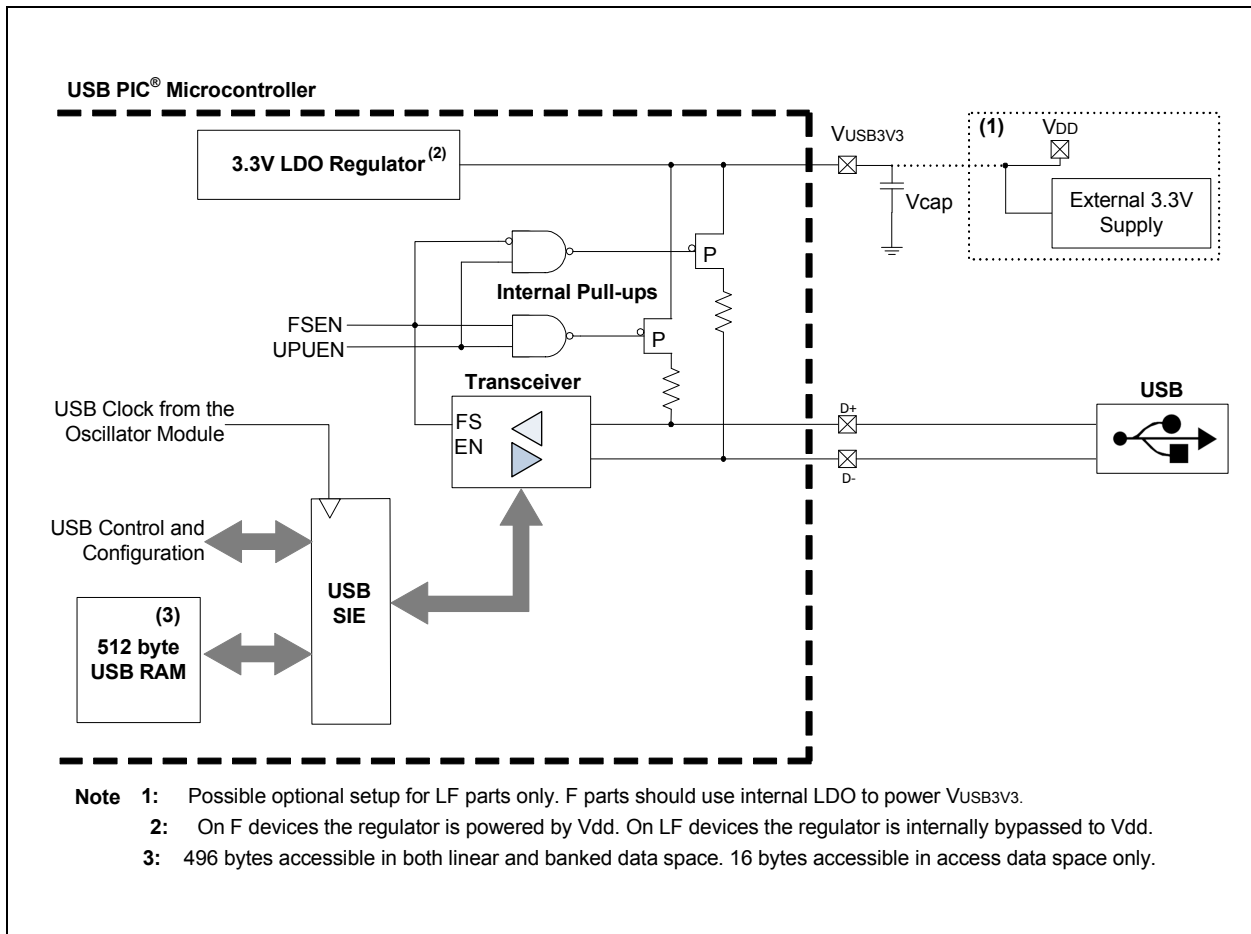 USB PIC® Microcontroller
3.3V LDO Regulator (2)
VUSB3V3
(1)
VDD
External 3.3V
Supply
Vcap
P
Internal Pull-ups
FSEN
UPUEN
P
Transceiver
FS
EN
D+
D-
USB
USB Clock from the
Oscillator Module
USB Control and
Configuration
USB
SIE
(3)
512 byte
USB RAM
Note 1: Possible optional setup for LF parts only. F parts should use internal LDO to power VUSB3V3.
2: On F devices the regulator is powered by Vdd. On LF devices the regulator is internally bypassed to Vdd.
3: 496 bytes accessible in both linear and banked data space. 16 bytes accessible in access data space only.